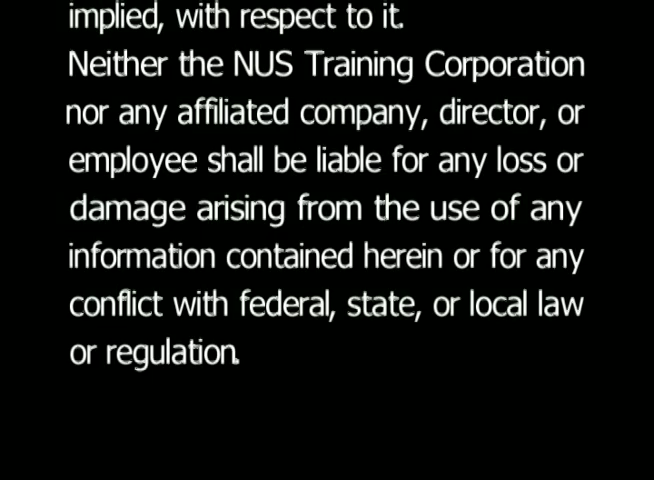 implied, with respect to it.
Neither the NUS Training Corporation
nor any affiliated company, director, or
employee shall be liable for any loss or
damage arising from the use of any
information contained herein or for any
conflict with federal, state, or local law
or regulation.